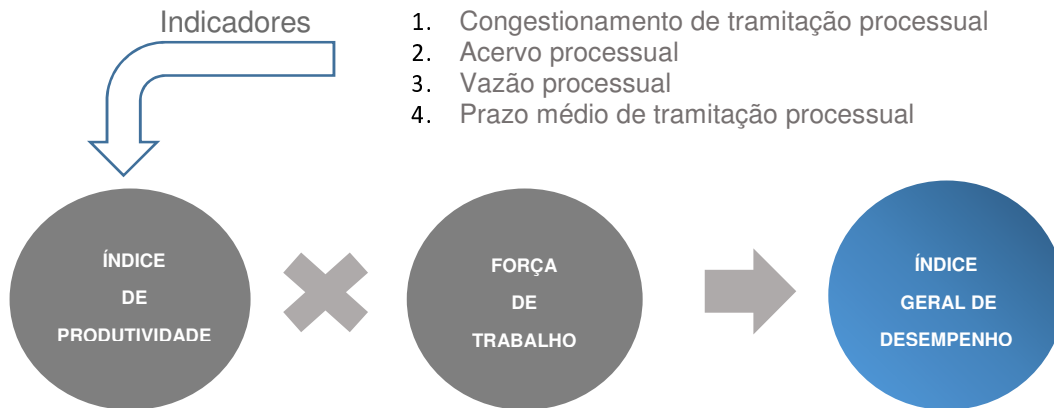 Indicadores
1. Congestionamento de tramitação processual
2. Acervo processual
3. Vazão processual
4. Prazo médio de tramitação processual
ÍNDICE
DE
PRODUTIVIDADE
FORÇA
DE
TRABALHO
ÍNDICE
GERAL DE
DESEMPENHO